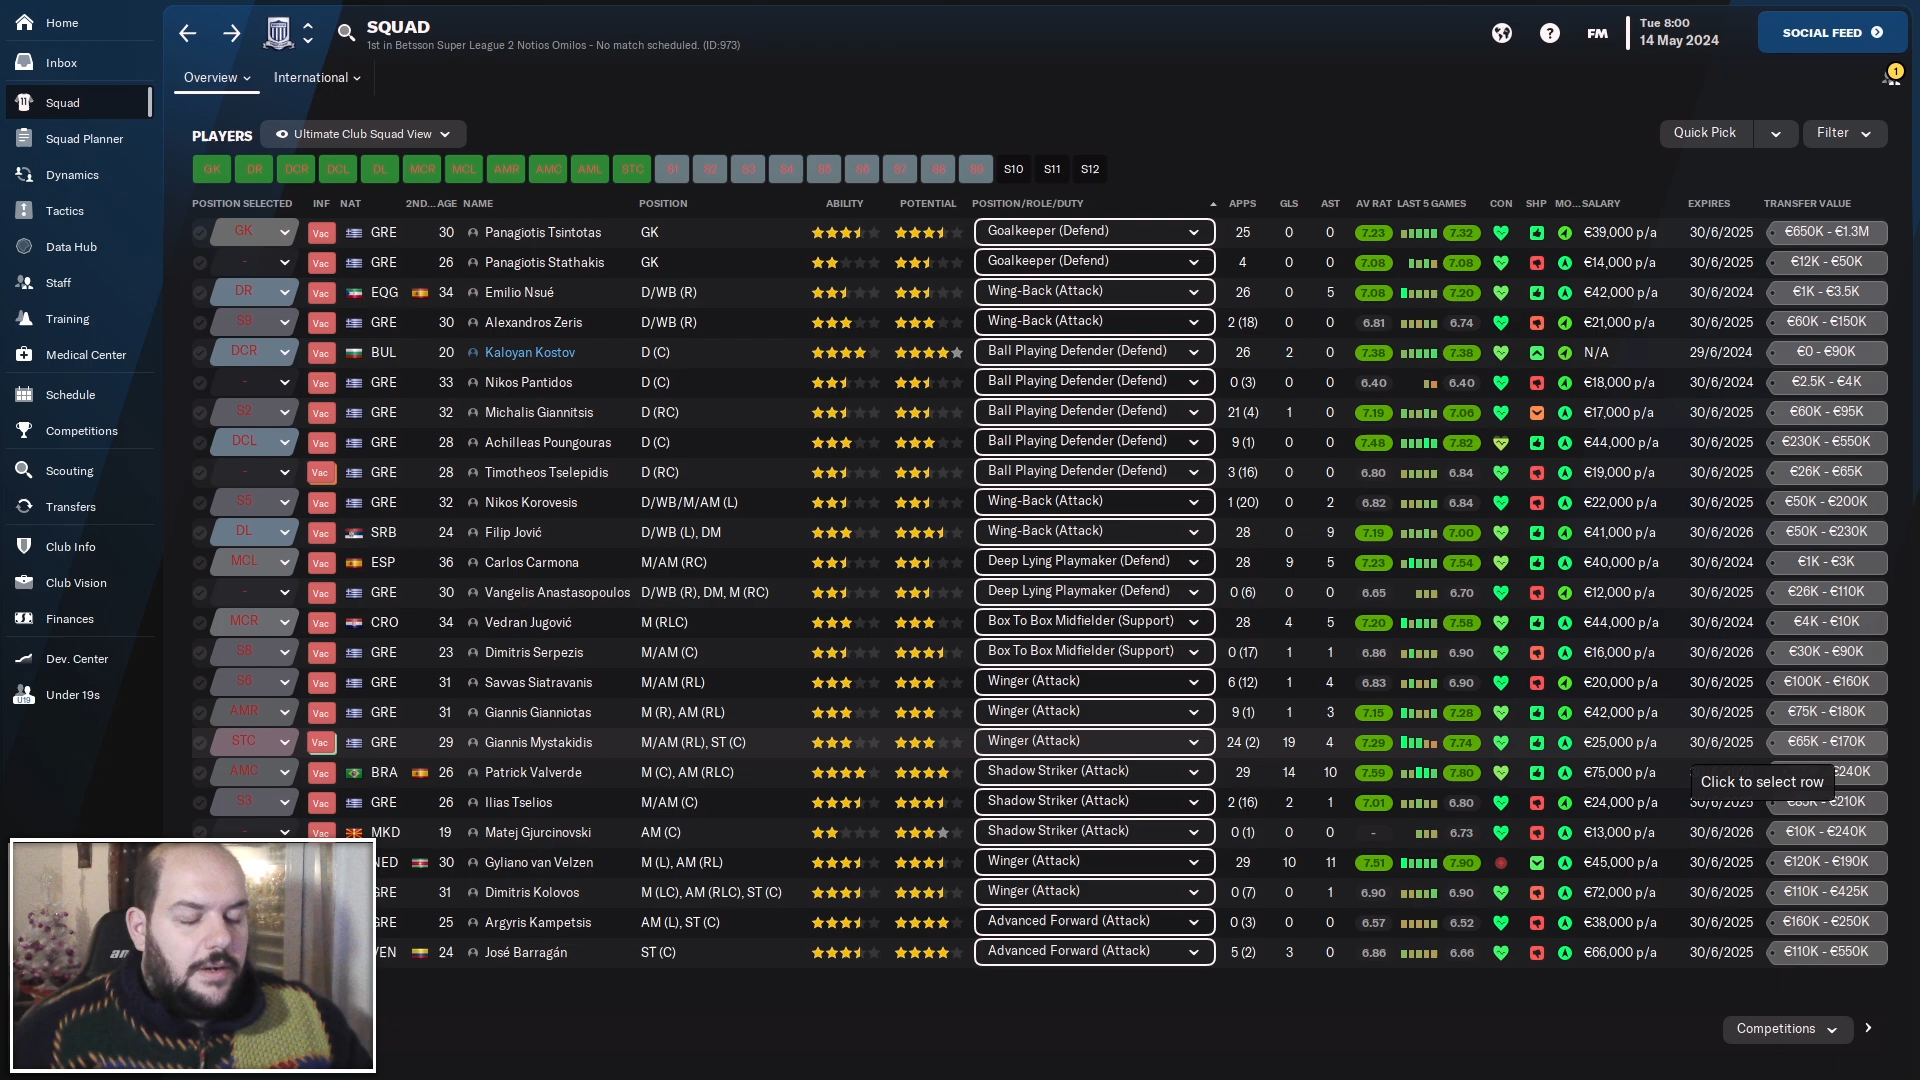 Home
Inbox
Squad
Squad Planner
Dynamics
Tactics
Data Hub
Staff
Training
Medical Center
Schedule
Competitions
Scouting
Transfers
Club Info
Club Vision
Finances
Dev. Center
Under 19s
U19
SQUAD
1st in Betsson Super League 2 Notios Omilos - No match scheduled. (ID:973)
FM
Tue 8:00
14 May 2024
SOCIAL FEED
Overview
International
1
PLAYERS
Ultimate Club Squad View
Quick Pick
Filter
GK DR DCR DCL DL MCR MCL AMR AMC AML STC S1 S2 S3 S4 S5 S6 S7 S8 S9 S10 S11 S12
POSITION SELECTED INF NAT 2ND... AGE NAME POSITION ABILITY POTENTIAL POSITION/ROLE/DUTY APPS GLS AST AV RAT LAST 5 GAMES CON SHP MO... SALARY EXPIRES TRANSFER VALUE
GK Vac GRE 30 Panagiotis Tsintotas GK Goalkeeper (Defend) 25 0 0 7.23 7.32 €39,000 p/a 30/6/2025 €650K - €1.3M
- Vac GRE 26 Panagiotis Stathakis GK Goalkeeper (Defend) 4 0 0 7.08 7.08 €14,000 p/a 30/6/2025 €12K - €50K
DR Vac EQG 34 Emilio Nsué D/WB (R) Wing-Back (Attack) 26 0 5 7.08 7.20 €42,000 p/a 30/6/2024 €1K - €3.5K
S9 Vac GRE 30 Alexandros Zeris D/WB (R) Wing-Back (Attack) 2 (18) 0 0 6.81 6.74 €21,000 p/a 30/6/2025 €60K - €150K
DCR Vac BUL 20 Kaloyan Kostov D (C) Ball Playing Defender (Defend) 26 2 0 7.38 7.38 N/A 29/6/2024 €0 - €90K
- Vac GRE 33 Nikos Pantidos D (C) Ball Playing Defender (Defend) 0 (3) 0 0 6.40 6.40 €18,000 p/a 30/6/2024 €2.5K - €4K
S2 Vac GRE 32 Michalis Giannitsis D (RC) Ball Playing Defender (Defend) 21 (4) 1 0 7.19 7.06 €17,000 p/a 30/6/2025 €60K - €95K
DCL Vac GRE 28 Achilleas Poungouras D (C) Ball Playing Defender (Defend) 9 (1) 0 0 7.48 7.82 €44,000 p/a 30/6/2025 €230K - €550K
- Vac GRE 28 Timotheos Tselepidis D (RC) Ball Playing Defender (Defend) 3 (16) 0 0 6.80 6.84 €19,000 p/a 30/6/2025 €26K - €65K
S5 Vac GRE 32 Nikos Korovesis D/WB/M/AM (L) Wing-Back (Attack) 1 (20) 0 2 6.82 6.84 €22,000 p/a 30/6/2025 €50K - €200K
DL Vac SRB 24 Filip Jović D/WB (L), DM Wing-Back (Attack) 28 0 9 7.19 7.00 €41,000 p/a 30/6/2026 €50K - €230K
MCL Vac ESP 36 Carlos Carmona M/AM (RC) Deep Lying Playmaker (Defend) 28 9 5 7.23 7.54 €40,000 p/a 30/6/2024 €1K - €3K
- Vac GRE 30 Vangelis Anastasopoulos D/WB (R), DM, M (RC) Deep Lying Playmaker (Defend) 0 (6) 0 0 6.65 6.70 €12,000 p/a 30/6/2025 €26K - €110K
MCR Vac CRO 34 Vedran Jugović M (RLC) Box To Box Midfielder (Support) 28 4 5 7.20 7.58 €44,000 p/a 30/6/2024 €4K - €10K
S8 Vac GRE 23 Dimitris Serpezis M/AM (C) Box To Box Midfielder (Support) 0 (17) 1 1 6.86 6.90 €16,000 p/a 30/6/2026 €30K - €90K
S6 Vac GRE 31 Savvas Siatravanis M/AM (RL) Winger (Attack) 6 (12) 1 4 6.83 6.90 €20,000 p/a 30/6/2025 €100K - €160K
AMR Vac GRE 31 Giannis Gianniotas M (R), AM (RL) Winger (Attack) 9 (1) 1 3 7.15 7.28 €42,000 p/a 30/6/2025 €75K - €180K
STC Vac GRE 29 Giannis Mystakidis M/AM (RL), ST (C) Winger (Attack) 24 (2) 19 4 7.29 7.74 €25,000 p/a 30/6/2025 €65K - €170K
AMC Vac BRA 26 Patrick Valverde M (C), AM (RLC) Shadow Striker (Attack) 29 14 10 7.59 7.80 €75,000 p/a €240K
Click to select row
S3 Vac GRE 26 Ilias Tselios M/AM (C) Shadow Striker (Attack) 2 (16) 2 1 7.01 6.80 €24,000 p/a 30/6/2025 €85K - €210K
- Vac MKD 19 Matej Gjurcinovski AM (C) Shadow Striker (Attack) 0 (1) 0 0 - 6.73 €13,000 p/a 30/6/2026 €10K - €240K
NED 30 Gyliano van Velzen M (L), AM (RL) Winger (Attack) 29 10 11 7.51 7.90 €45,000 p/a 30/6/2025 €120K - €190K
GRE 31 Dimitris Kolovos M (LC), AM (RLC), ST (C) Winger (Attack) 0 (7) 0 1 6.90 6.90 €72,000 p/a 30/6/2025 €110K - €425K
GRE 25 Argyris Kampetsis AM (L), ST (C) Advanced Forward (Attack) 0 (3) 0 0 6.57 6.52 €38,000 p/a 30/6/2025 €160K - €250K
VEN 24 José Barragán ST (C) Advanced Forward (Attack) 5 (2) 3 0 6.86 6.66 €66,000 p/a 30/6/2025 €110K - €550K
Competitions